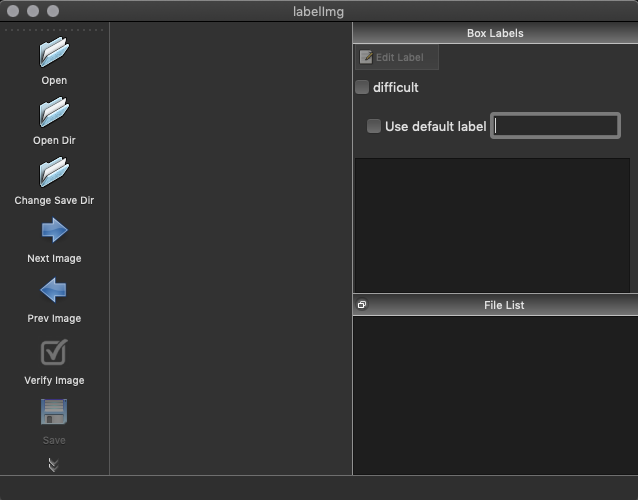 labelImg
Open
Open Dir
Change Save Dir
Next Image
Prev Image
Verify Image
Save
Box Labels
Edit Label
difficult
Use default label
File List